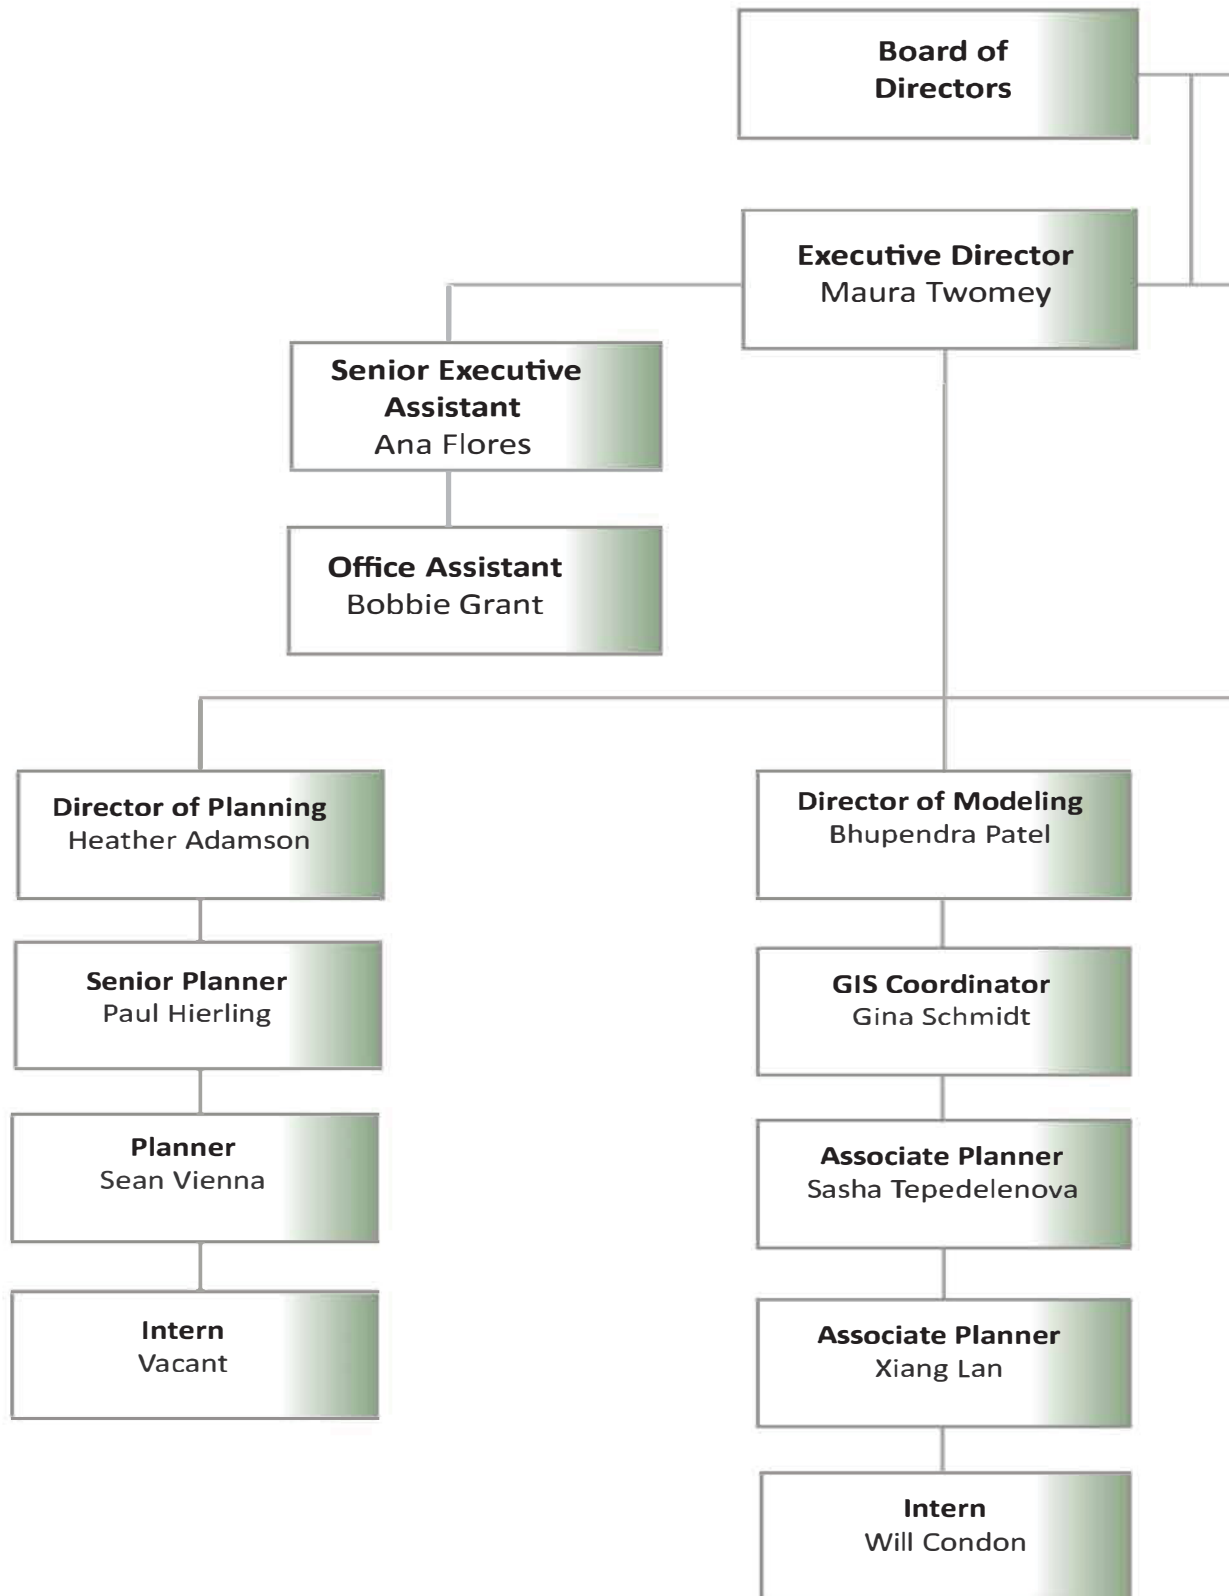 Board of
Directors
Executive Director
Maura Twomey
Senior Executive
Assistant
Ana Flores
Office Assistant
Bobbie Grant
Director of Planning
Heather Adamson
Senior Planner
Paul Hierling
Planner
Sean Vienna
Intern
Vacant
Director of Modeling
Bhupendra Patel
GIS Coordinator
Gina Schmidt
Associate Planner
Sasha Tepedelenova
Associate Planner
Xiang Lan
Intern
Will Condon